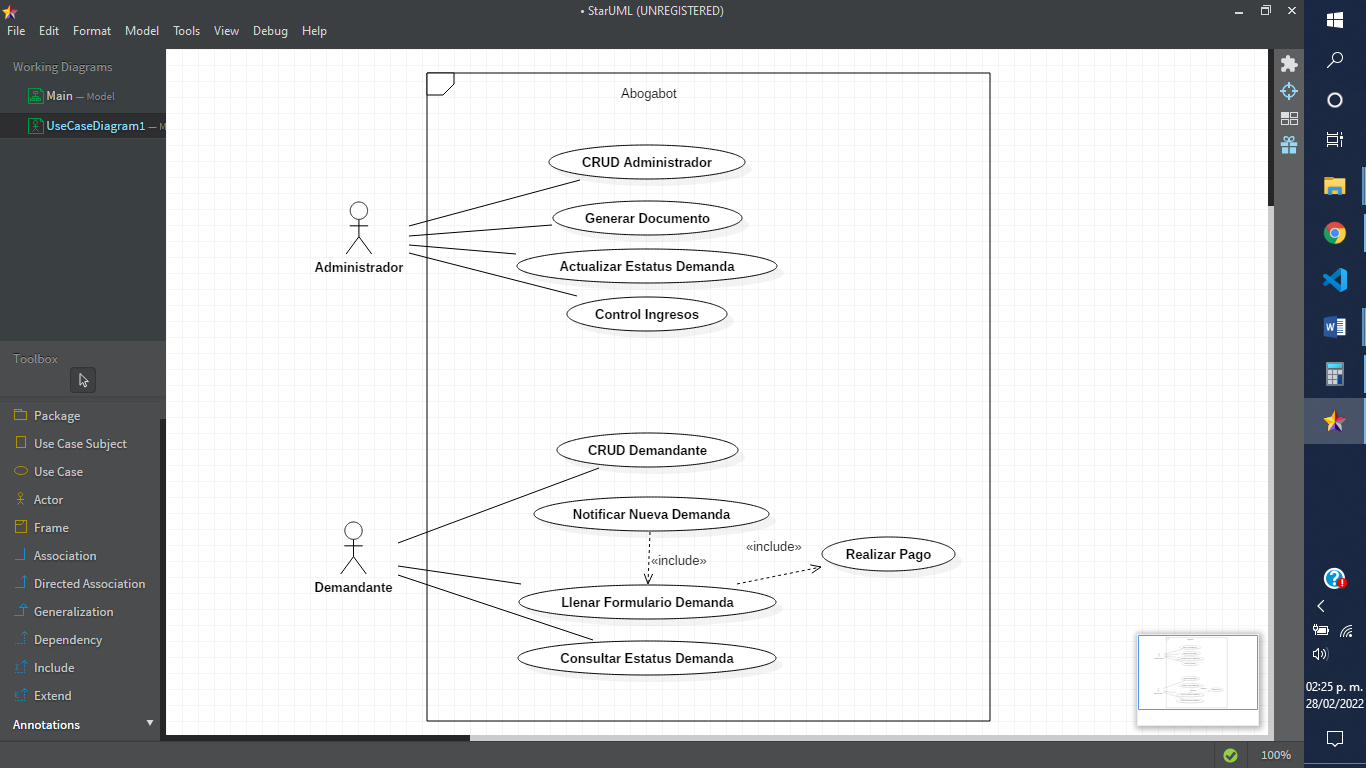 • StarUML (UNREGISTERED)
File Edit Format Model Tools View Debug Help
Working Diagrams
Main — Model
UseCaseDiagram1 — M
Toolbox
Package
Use Case Subject
Use Case
Actor
Frame
Association
Directed Association
Generalization
Dependency
Include
Extend
Annotations
Abogabot
CRUD Administrador
Generar Documento
Actualizar Estatus Demanda
Control Ingresos
Administrador
CRUD Demandante
Notificar Nueva Demanda
«include»
«include»
Realizar Pago
Llenar Formulario Demanda
Consultar Estatus Demanda
Demandante
100%
02:25 p. m.
28/02/2022